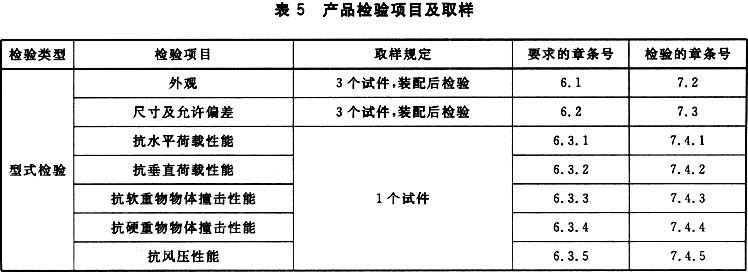 表 5 产品检验项目及取样
检验类型 检验项目 取样规定 要求的章条号 检验的章条号
外观 3个试件,装配后检验 6.1 7.2
尺寸及允许偏差 3个试件,装配后检验 6.2 7.3
抗水平荷载性能 6.3.1 7.4.1
型式检验 抗垂直荷载性能 6.3.2 7.4.2
抗软重物物体撞击性能 1个试件 6.3.3 7.4.3
抗硬重物物体撞击性能 6.3.4 7.4.4
抗风压性能 6.3.5 7.4.5